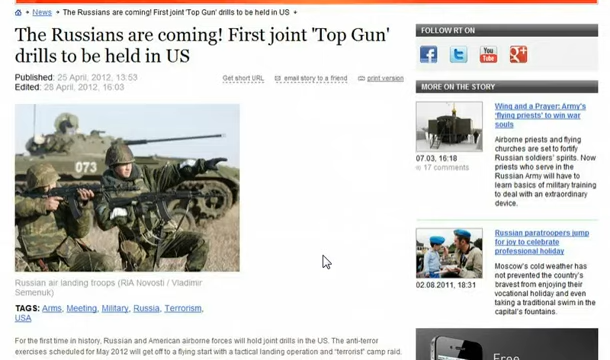 News • The Russians are coming! First joint 'Top Gun' drills to be held in US •
The Russians are coming! First joint 'Top Gun'
drills to be held in US
Published: 25 April, 2012, 13:53
Edited: 28 April, 2012, 16:03
Get short URL
email story to a friend
print version
073
Russian air landing troops (RIA Novosti / Vladimir
Semenuk)
TAGS: Arms, Meeting, Military, Russia, Terrorism,
USA
For the first time in history, Russian and American airborne forces will hold joint drills in the US. The anti-terror
exercises scheduled for May 2012 will get off to a flying start with a tactical landing operation and "terrorist" camp raid.
FOLLOW RT ON
You
Tube
MORE ON THE STORY
Wing and a Prayer: Army's
'flying priests' to win war
souls
07.03, 16:18
17 comments
Airborne priests and flying
churches are set to fortify
Russian soldiers' spirits. Now
priests who serve in the
Russian Army will have to
learn basics of military training
to deal with an extraordinary
device.
Russian paratroopers jump
for joy to celebrate
professional holiday
02.08.2011, 18:31
Moscow's cold weather has
not prevented the country's
bravest from enjoying their
vocational holiday and even
taking a traditional swim in the
capital's fountains.
Free